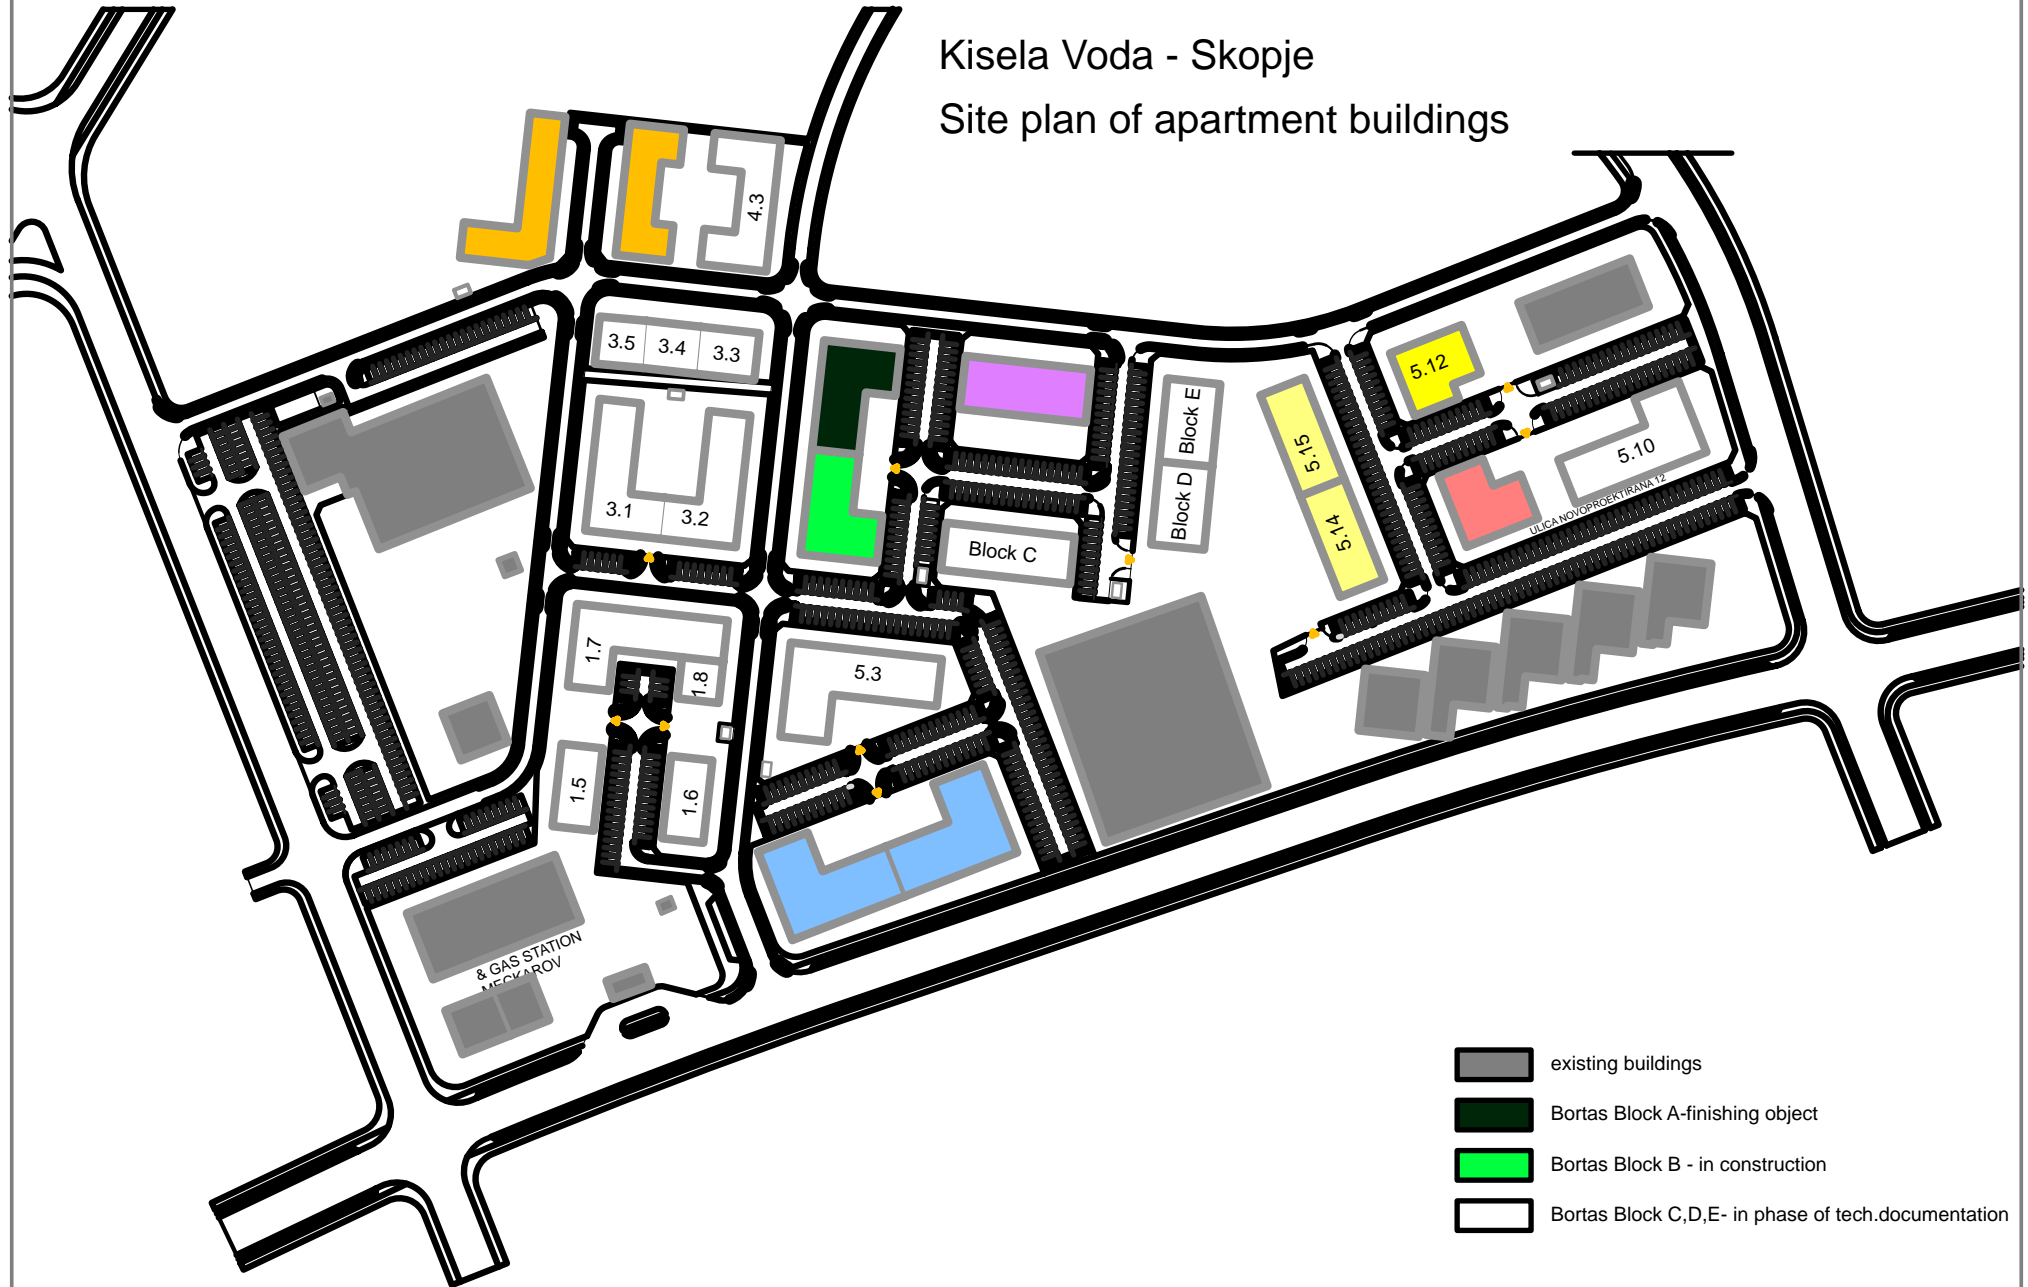 Kisela Voda - Skopje
Site plan of apartment buildings
4.3
3.5
3.4
3.3
3.1
3.2
Block E
Block D
Block C
5.15
5.14
5.12
5.10
ULICA NOVOPROEKTIRANA 12
1.7
1.8
5.3
1.5
1.6
& GAS STATION
MECKAROV
existing buildings
Bortas Block A-finishing object
Bortas Block B - in construction
Bortas Block C,D,E- in phase of tech.documentation